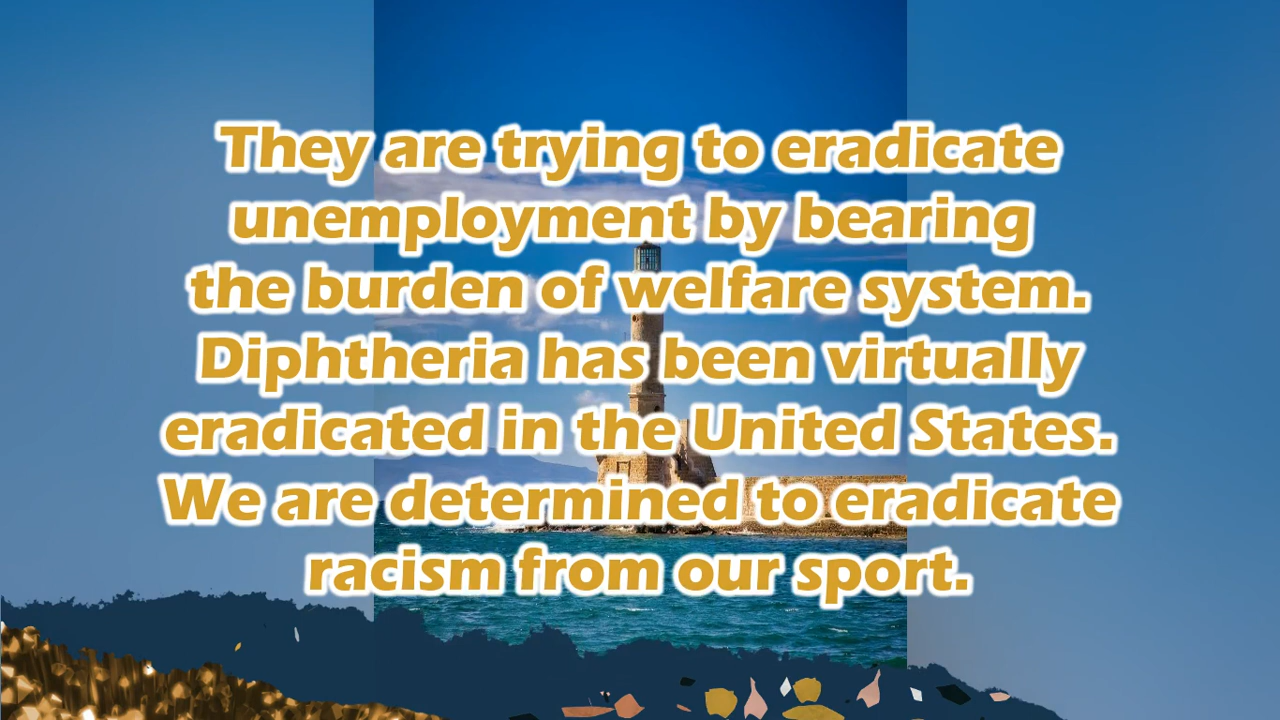 They are trying to eradicate
unemployment by bearing
the burden of welfare system.
Diphtheria has been virtually
eradicated in the United States.
We are determined to eradicate
racism from our sport.